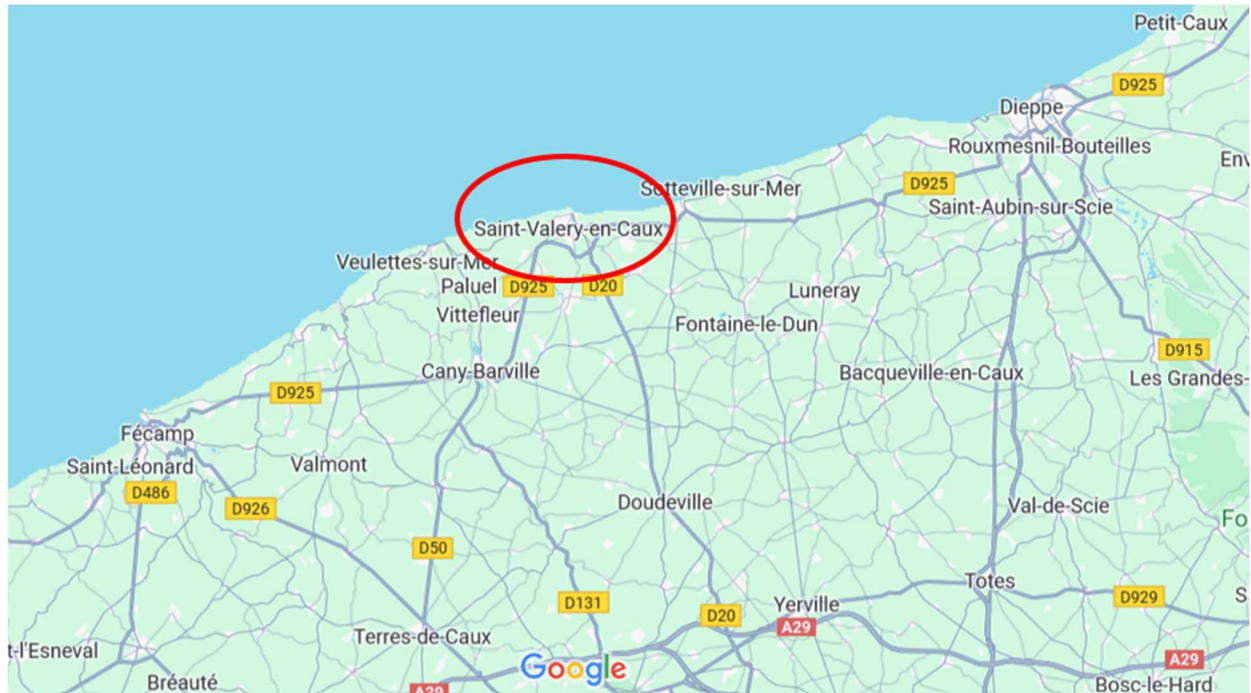 Petit-Caux
D925
Dieppe
Rouxmesnil-Bouteilles
Env
Sotteville-sur-Mer
D925
Saint-Aubin-sur-Scie
Saint-Valery-en-Caux
Veulettes-sur-Mer
Paluel
D925
D20
Luneray
Vittefleur
Fontaine-le-Dun
D915
Cany-Barville
Bacqueville-en-Caux
Les Grandes-
D925
Fécamp
Saint-Léonard
Valmont
D486
D926
Doudeville
Val-de-Scie
Fo
D50
Totes
D131
Yerville
D929
S
D20
A29
Terres-de-Caux
t-l'Esneval
Google
A29
Bréauté
A29
Bosc-le-Hard